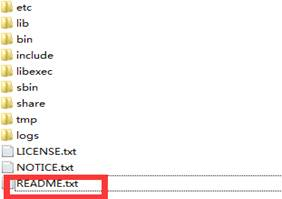 etc
lib
bin
include
libexec
sbin
share
tmp
logs
LICENSE.txt
NOTICE.txt
README.txt